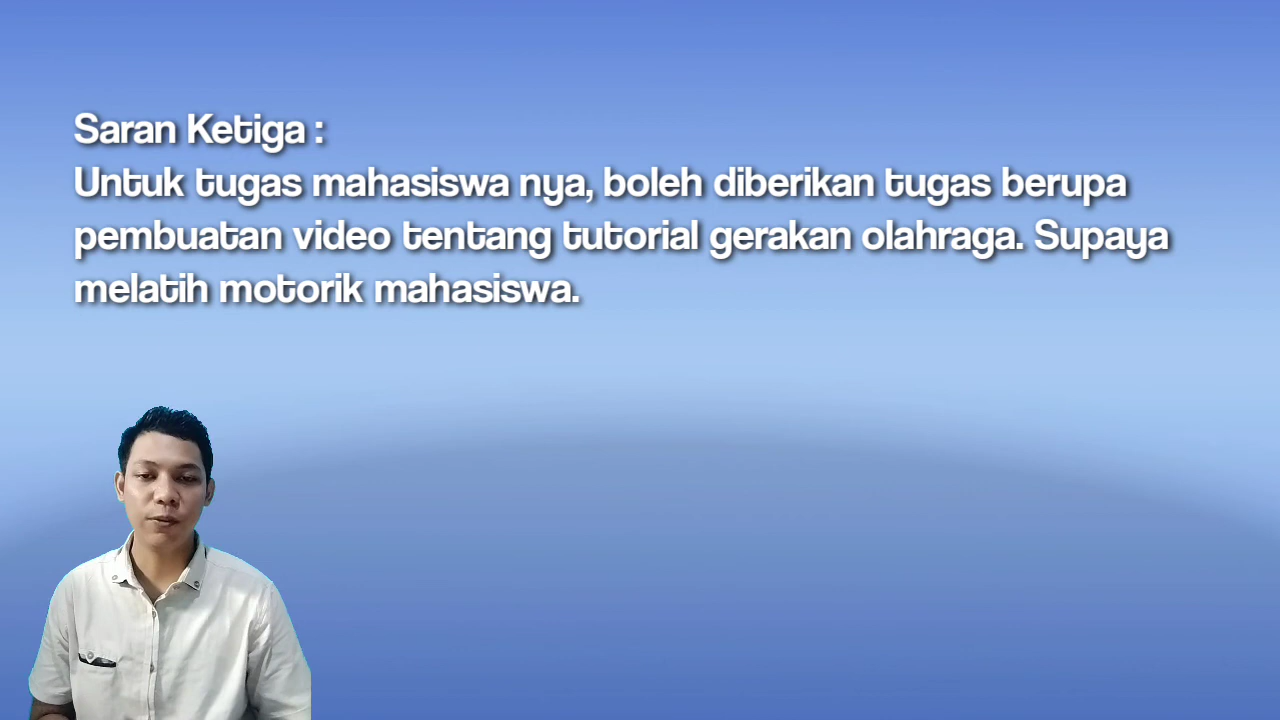 Saran Ketiga :
Untuk tugas mahasiswa nya, boleh diberikan tugas berupa
pembuatan video tentang tutorial gerakan olahraga. Supaya
melatih motorik mahasiswa.